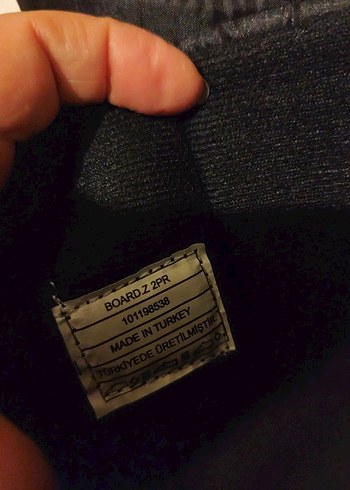 BOARD.Z 2PR
101198538
MADE IN TURKEY
TÜRKİYEDE ÜRETİLMİŞTİR